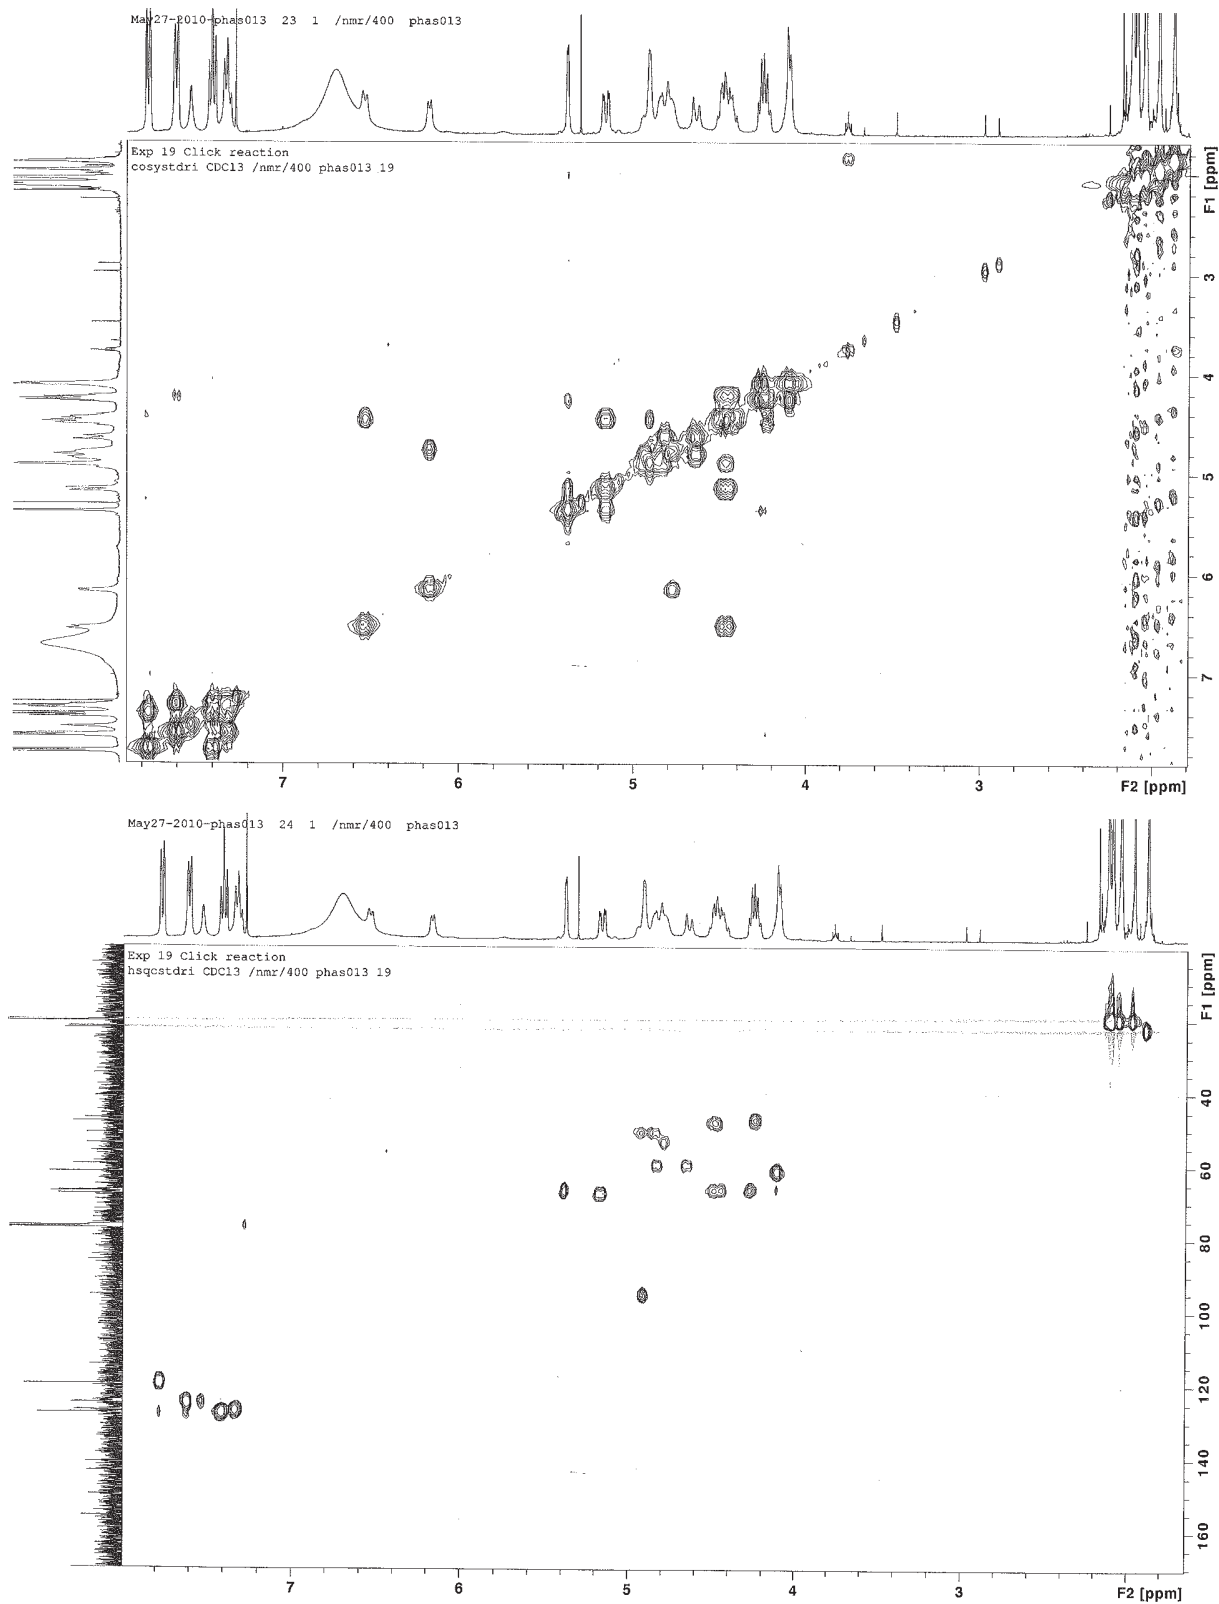 May27-2010-phas013 23 1 /nmr/400 phas013
Exp 19 Click reaction
cosystdri CDCl3 /nmr/400 phas013 19
F1 [ppm]
3
4
5
6
7
7
6
5
4
3
F2 [ppm]
May27-2010-phas013 24 1 /nmr/400 phas013
Exp 19 Click reaction
hsqcstdri CDCl3 /nmr/400 phas013 19
F1 [ppm]
40
60
80
100
120
140
160
7
6
5
4
3
F2 [ppm]